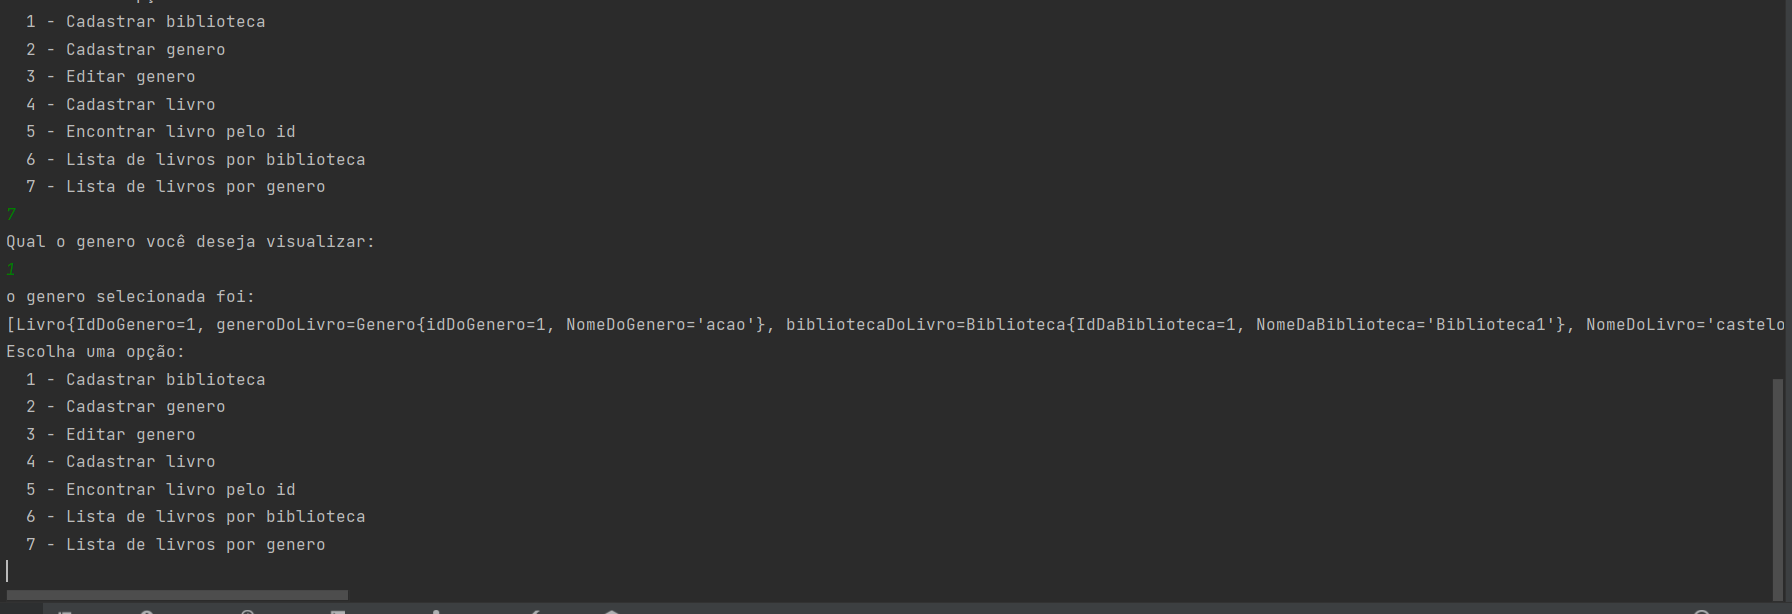 1 - Cadastrar biblioteca
2 - Cadastrar genero
3 - Editar genero
4 - Cadastrar livro
5 - Encontrar livro pelo id
6 - Lista de livros por biblioteca
7 - Lista de livros por genero
7
Qual o genero você deseja visualizar:
1
o genero selecionada foi:
[Livro{IdDoGenero=1, generoDoLivro=Genero{idDoGenero=1, NomeDoGenero='acao'}, bibliotecaDoLivro=Biblioteca{IdDaBiblioteca=1, NomeDaBiblioteca='Biblioteca1'}, NomeDoLivro='castelo
Escolha uma opção:
1 - Cadastrar biblioteca
2 - Cadastrar genero
3 - Editar genero
4 - Cadastrar livro
5 - Encontrar livro pelo id
6 - Lista de livros por biblioteca
7 - Lista de livros por genero